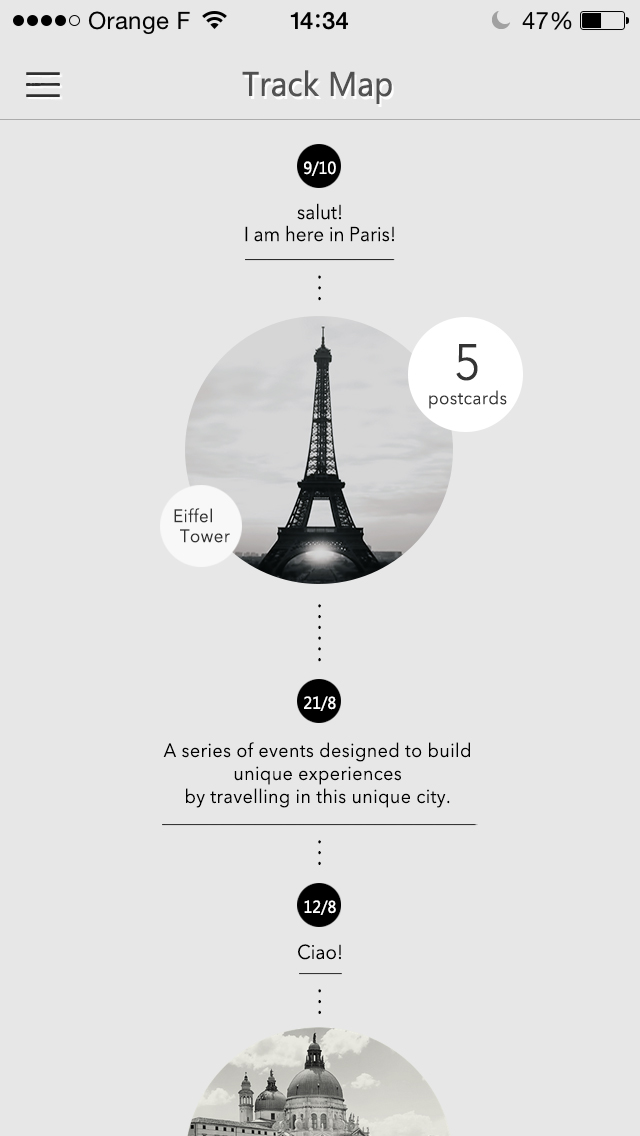 Orange F 14:34 47%
Track Map
9/10
salut!
I am here in Paris!
5
postcards
Eiffel
Tower
21/8
A series of events designed to build
unique experiences
by travelling in this unique city.
12/8
Ciao!